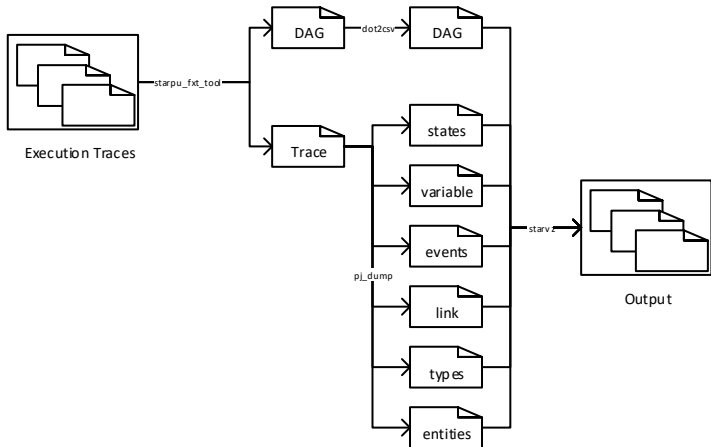 DAG
dot2csv
DAG
starpu_fxt_tool
Execution Traces
Trace
states
variable
events
pj_dump
link
types
entities
starvz
Output